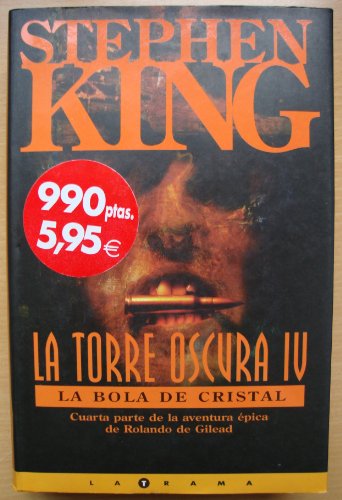 STEPHEN
KING
990 ptas.
5,95 €
LA TORRE OSCURA IV
LA BOLA DE CRISTAL
Cuarta parte de la aventura épica
de Rolando de Gilead
LA TRAMA